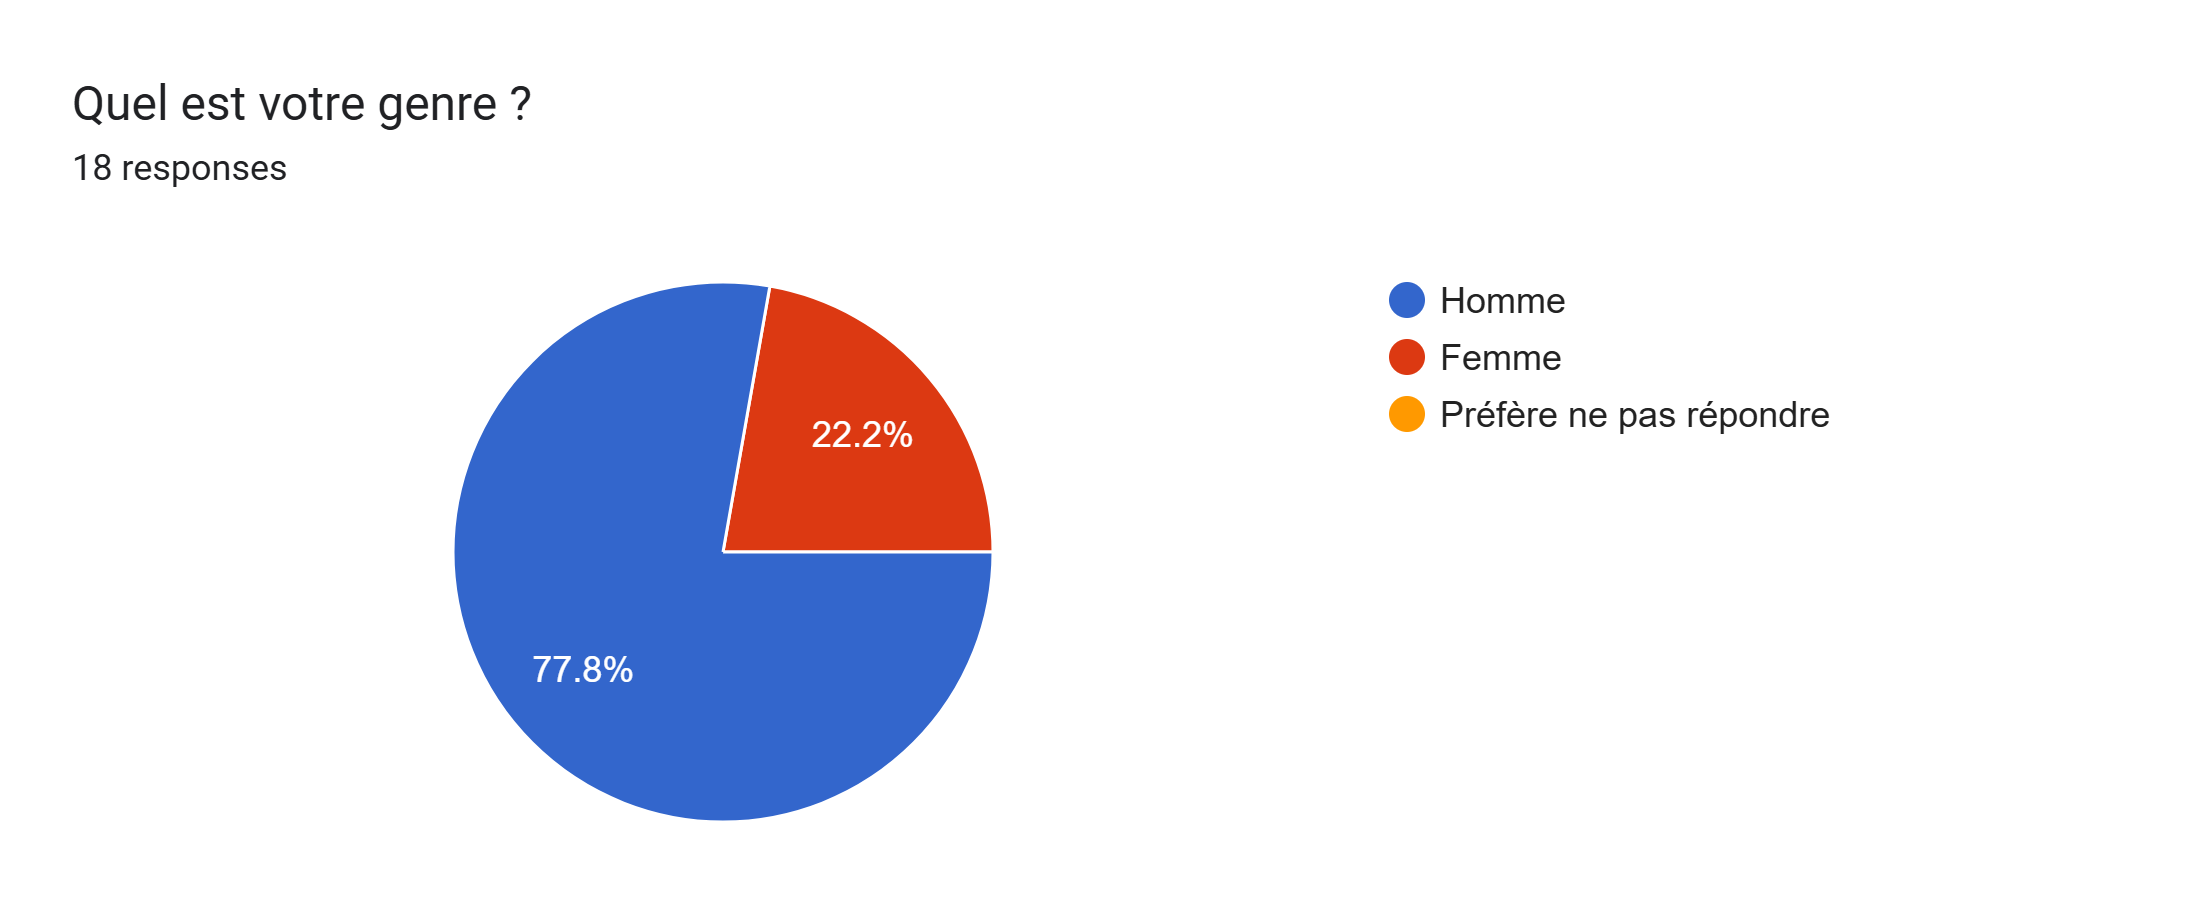 Quel est votre genre ?
18 responses
Homme
Femme
Préfère ne pas répondre
22.2%
77.8%